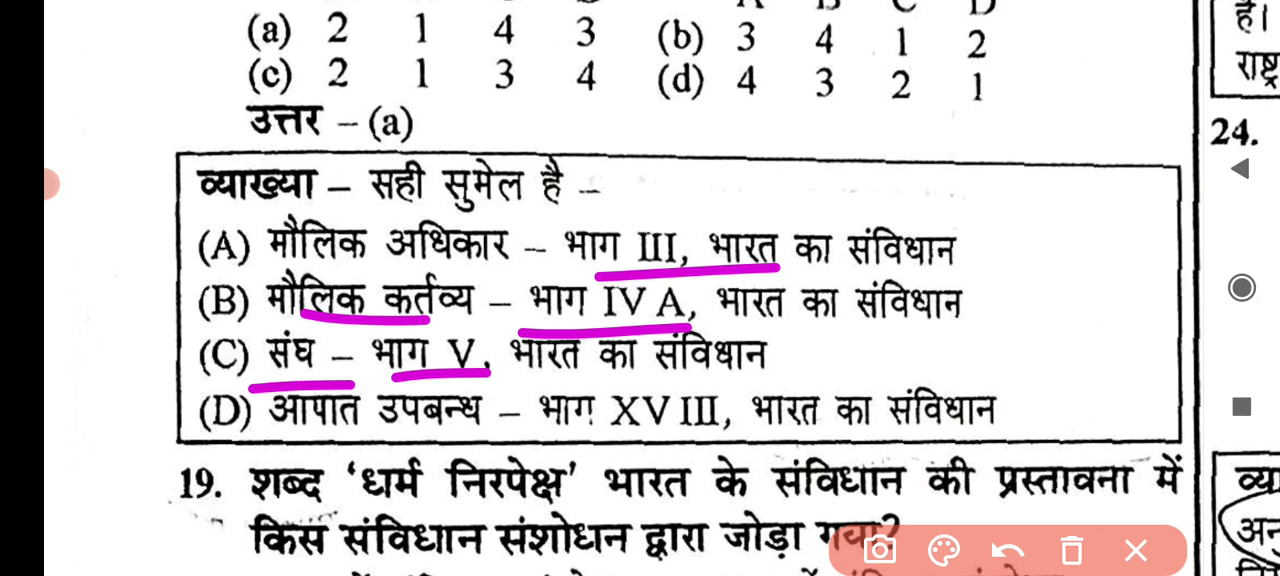 A B C D
(a) 2 1 4 3 (b) 3 4 1 2
(c) 2 1 3 4 (d) 4 3 2 1
उत्तर – (a)
व्याख्या – सही सुमेल है –
(A) मौलिक अधिकार – भाग III, भारत का संविधान
(B) मौलिक कर्तव्य – भाग IV A, भारत का संविधान
(C) संघ – भाग V, भारत का संविधान
(D) आपात उपबन्ध – भाग XVIII, भारत का संविधान
19. शब्द 'धर्म निरपेक्ष' भारत के संविधान की प्रस्तावना में
किस संविधान संशोधन द्वारा जोड़ा गया?
है।
राष्ट्र
24.